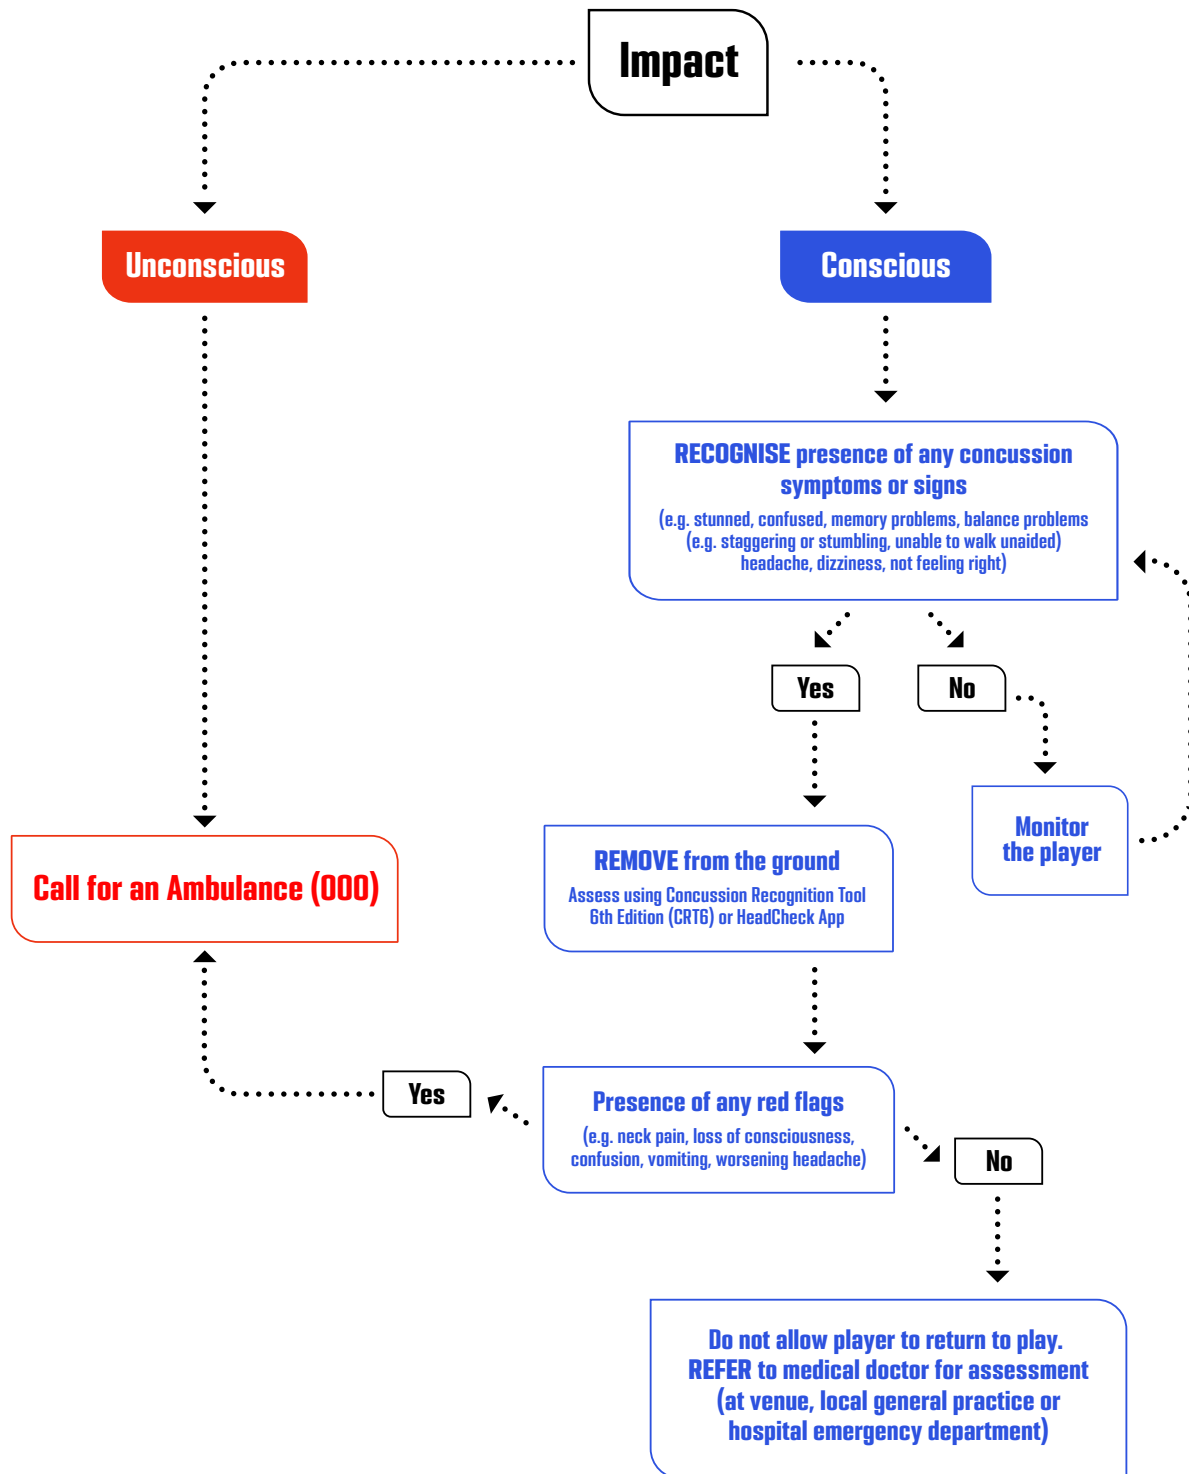 Impact
Unconscious
Conscious
RECOGNISE presence of any concussion
symptoms or signs
(e.g. stunned, confused, memory problems, balance problems
(e.g. staggering or stumbling, unable to walk unaided)
headache, dizziness, not feeling right)
Yes
No
Monitor
the player
REMOVE from the ground
Assess using Concussion Recognition Tool
6th Edition (CRT6) or HeadCheck App
Call for an Ambulance (000)
Presence of any red flags
(e.g. neck pain, loss of consciousness,
confusion, vomiting, worsening headache)
Yes
No
Do not allow player to return to play.
REFER to medical doctor for assessment
(at venue, local general practice or
hospital emergency department)